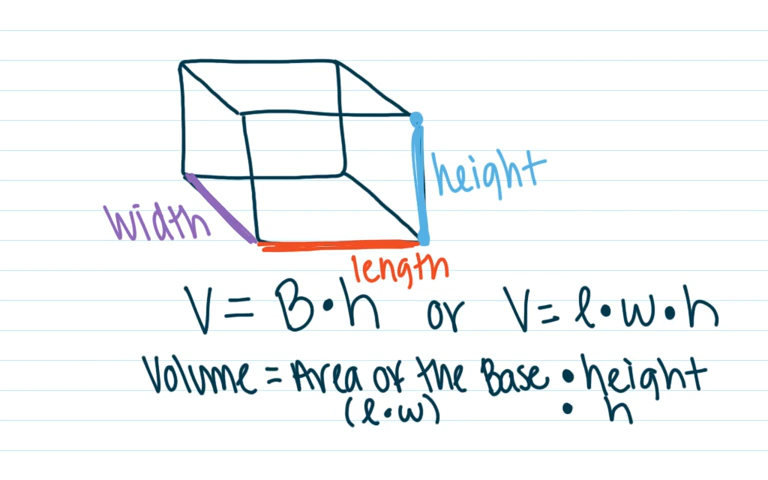 height
width
length
V = B • h or V = l • w • h
Volume = Area of the Base • height
(l • w) • h